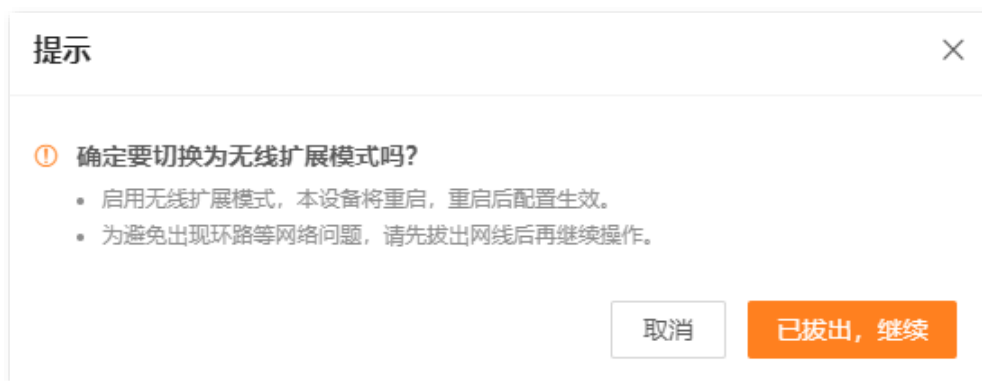 提示
确定要切换为无线扩展模式吗?
启用无线扩展模式，本设备将重启，重启后配置生效。
为避免出现环路等网络问题，请先拔出网线后再继续操作。
取消
已拔出，继续